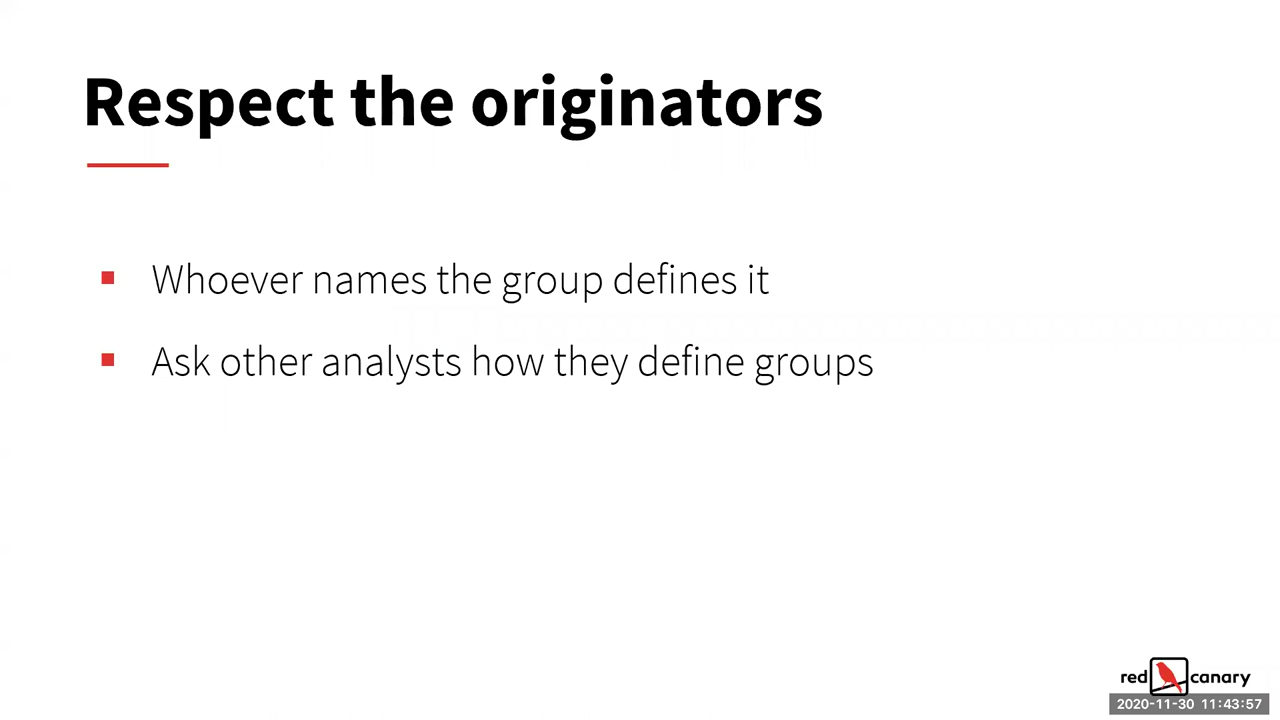 Respect the originators
Whoever names the group defines it
Ask other analysts how they define groups
red canary
2020-11-30 11:43:57